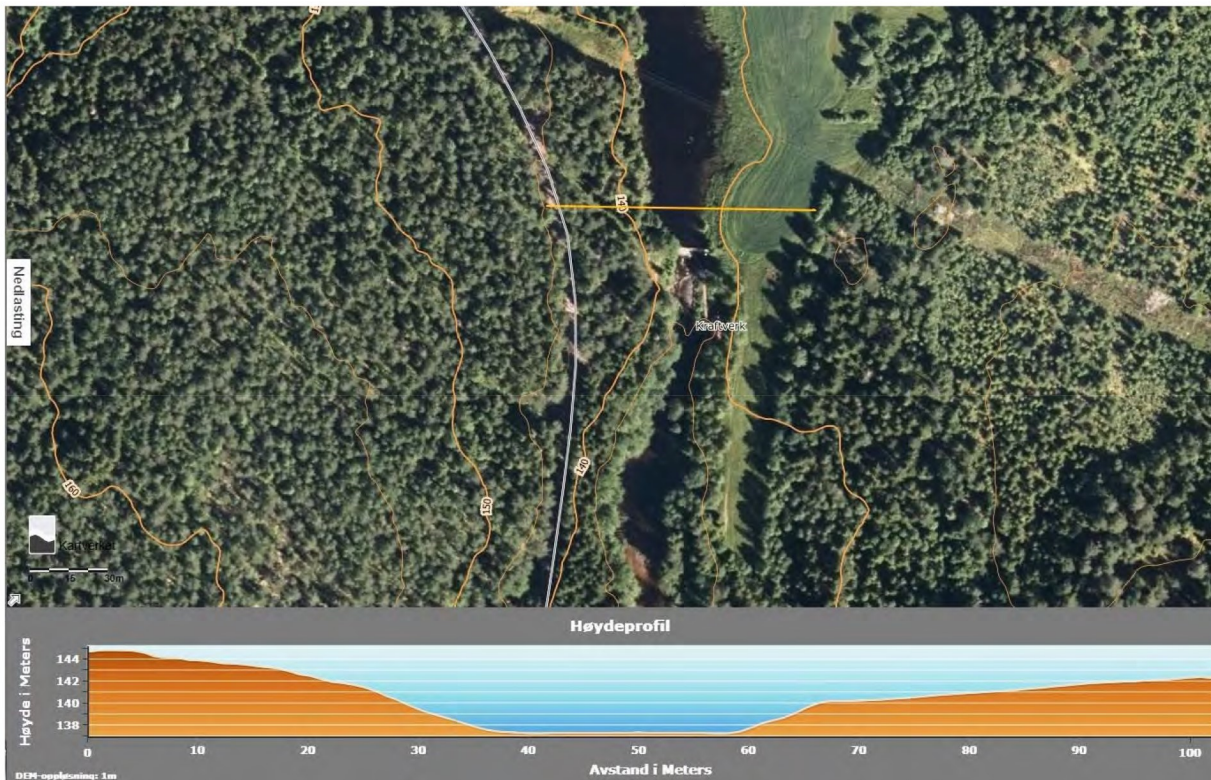 140
Nedlasting
Kraftverk
140
160
150
Kartverket
0 15 30m
Høydeprofil
Høyde i Meters
144
142
140
138
0 10 20 30 40 50 60 70 80 90 100
Avstand i Meters
DEM-oppløsning: 1m